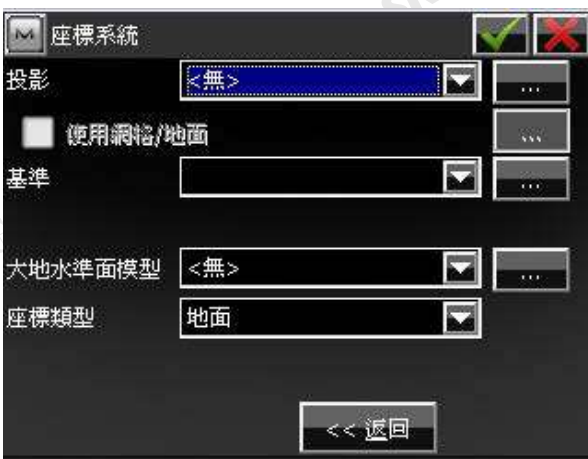 座標系統
投影 <無> ...
使用網格/地面 ...
基準 ...
大地水準面模型 <無> ...
座標類型 地面
<< 返回